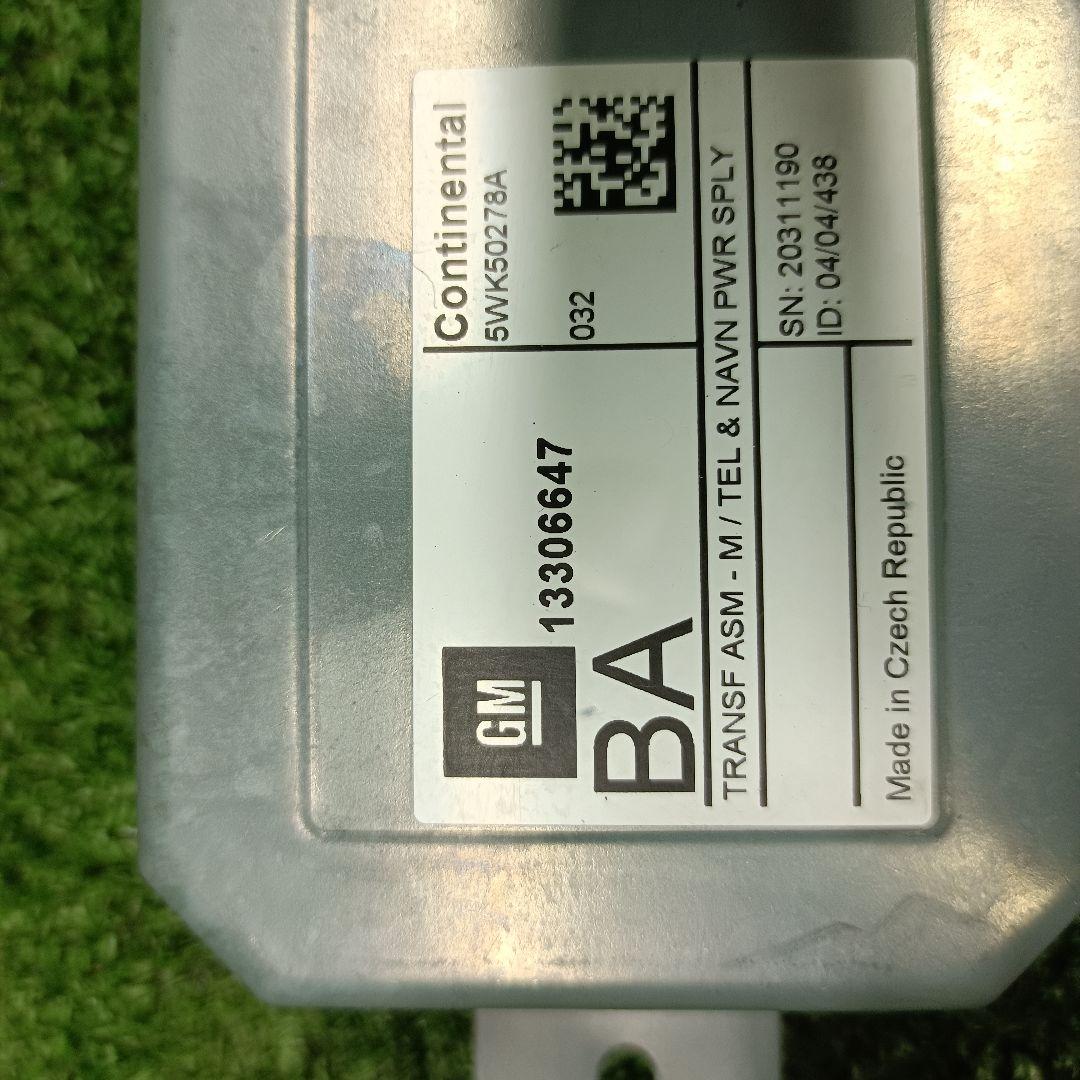 GM
13306647
BA
Continental
5WK50278A
032
TRANSF ASM - M / TEL & NAVN PWR SPLY
SN: 20311190
ID: 04/04/438
Made in Czech Republic